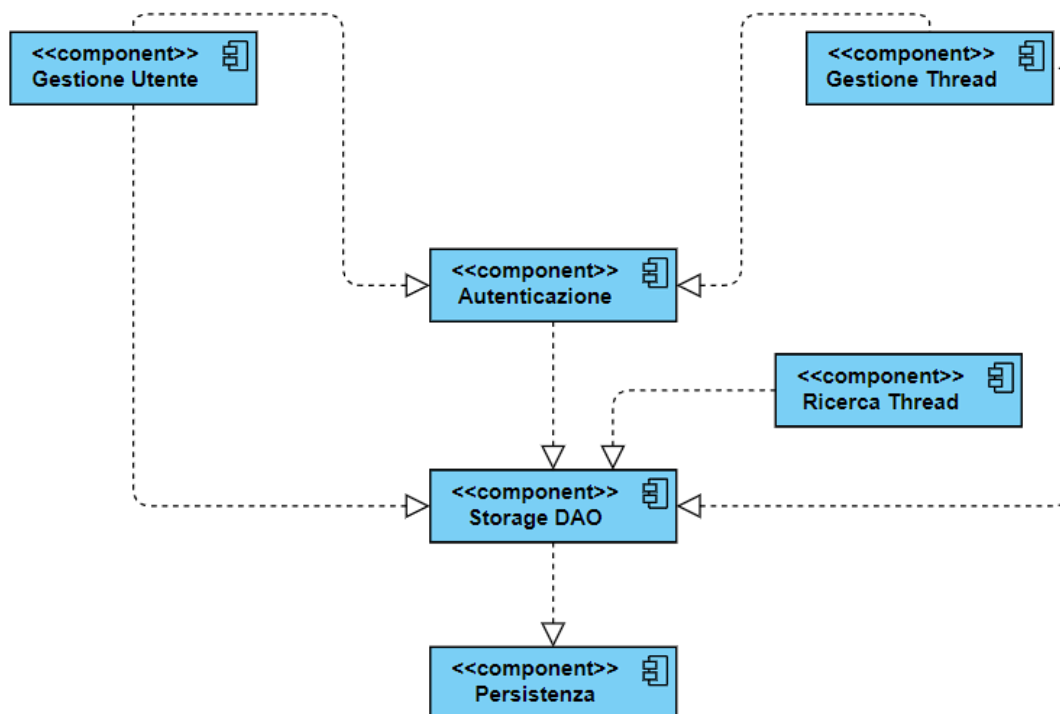 <<component>>
Gestione Utente
<<component>>
Gestione Thread
<<component>>
Autenticazione
<<component>>
Ricerca Thread
<<component>>
Storage DAO
<<component>>
Persistenza